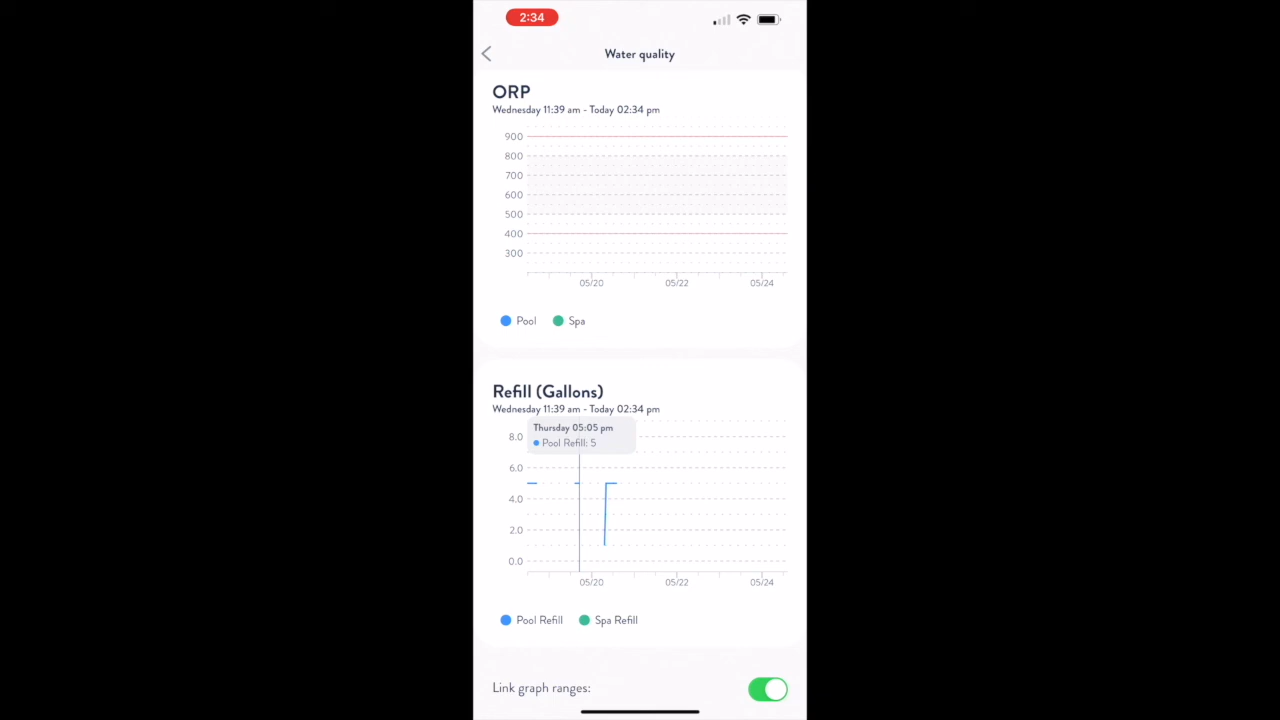 2:34
Water quality
ORP
Wednesday 11:39 am - Today 02:34 pm
900
800
700
600
500
400
300
05/20 05/22 05/24
Pool Spa
Refill (Gallons)
Wednesday 11:39 am - Today 02:34 pm
Thursday 05:05 pm
8.0
Pool Refill: 5
6.0
4.0
2.0
0.0
05/20 05/22 05/24
Pool Refill Spa Refill
Link graph ranges: